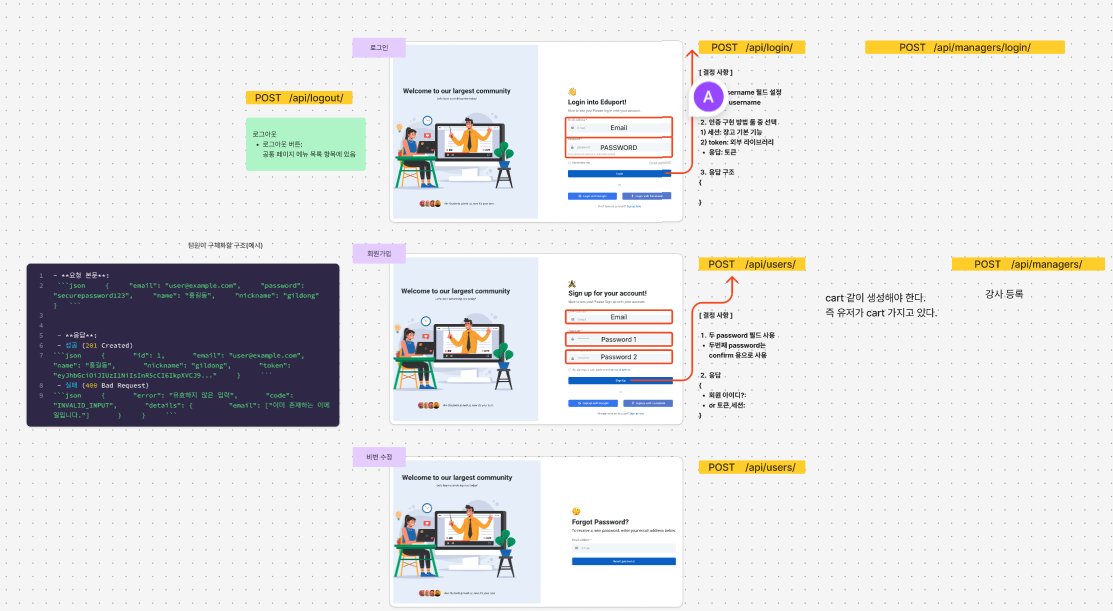 로그인
POST /api/login/
POST /api/managers/login/
POST /api/logout/
로그아웃
• 로그아웃 버튼:
공통 페이지 메뉴 목록 항목에 있음
Welcome to our largest community
Login into Eduport!
Email
PASSWORD
[ 결정 사항 ]
A
username 필드 설정
username
2. 인증 구현 방법 둘 중 선택
1) 세션: 장고 기본 기능
2) token: 외부 라이브러리
• 응답: 토큰
3. 응답 구조
{
}
팀원이 구체화할 구조(예시)
1 - **요청 본문**:
2 ```json { "email": "user@example.com", "password":
"securepassword123", "name": "홍길동", "nickname": "gildong"
} ```
3
4
5 - **응답**:
6 - 성공 (201 Created)
7 ```json { "id": 1, "email": "user@example.com",
"name": "홍길동", "nickname": "gildong", "token":
"eyJhbGciOiJIUzI1NiIsInR5cCI6IkpXVCJ9..." } ```
8 - 실패 (400 Bad Request)
9 ```json { "error": "유효하지 않은 입력", "code":
"INVALID_INPUT", "details": { "email": ["이미 존재하는 이메
일입니다."] } } ```
회원가입
Welcome to our largest community
Sign up for your account!
Email
Password 1
Password 2
POST /api/users/
[ 결정 사항 ]
1. 두 password 필드 사용
• 두번째 password는
confirm 용으로 사용
2. 응답
{
• 회원 아이디?:
• or 토큰,세션:
}
cart 같이 생성해야 한다.
즉 유저가 cart 가지고 있다.
POST /api/managers/
강사 등록
비번 수정
Welcome to our largest community
Forgot Password?
To receive a new password, enter your email address below.
POST /api/users/